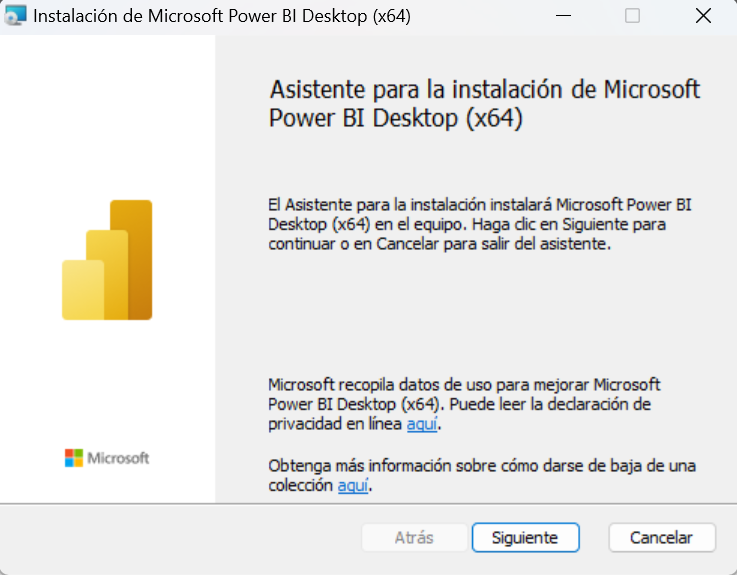 Instalación de Microsoft Power BI Desktop (x64)
Asistente para la instalación de Microsoft
Power BI Desktop (x64)
El Asistente para la instalación instalará Microsoft Power BI
Desktop (x64) en el equipo. Haga clic en Siguiente para
continuar o en Cancelar para salir del asistente.
Microsoft recopila datos de uso para mejorar Microsoft
Power BI Desktop (x64). Puede leer la declaración de
privacidad en línea aquí.
Microsoft
Obtenga más información sobre cómo darse de baja de una
colección aquí.
Atrás
Siguiente
Cancelar